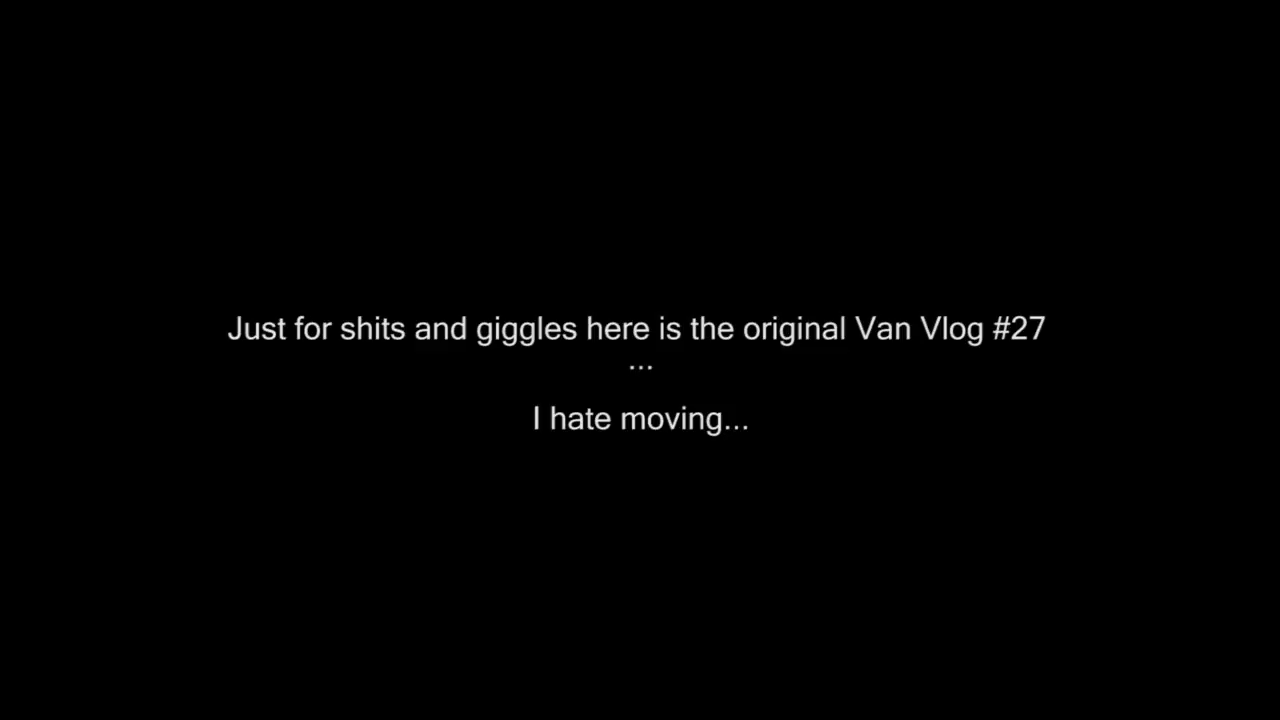 Just for shits and giggles here is the original Van Vlog #27
...
I hate moving...